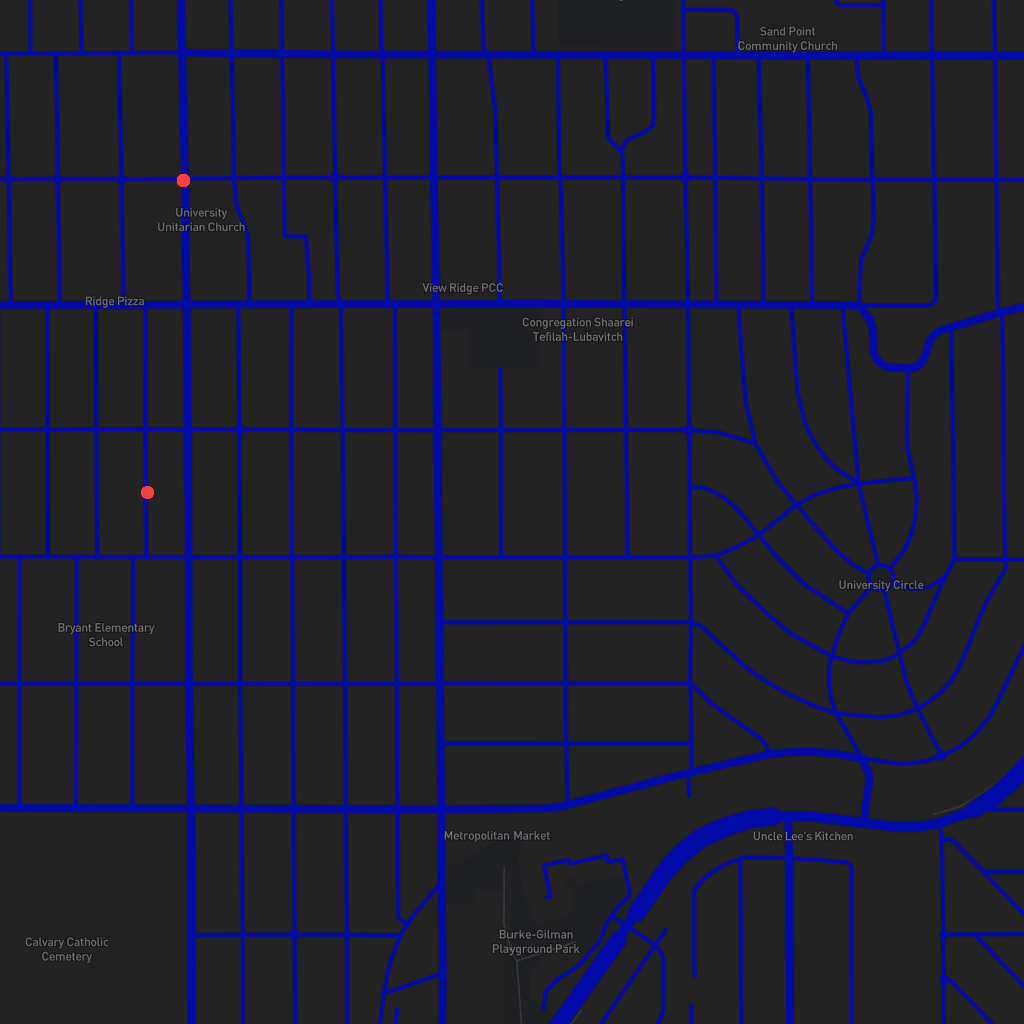 Sand Point
Community Church
University
Unitarian Church
View Ridge PCC
Ridge Pizza
Congregation Shaarei
Tefilah-Lubavitch
University Circle
Bryant Elementary
School
Metropolitan Market
Uncle Lee's Kitchen
Burke-Gilman
Playground Park
Calvary Catholic
Cemetery